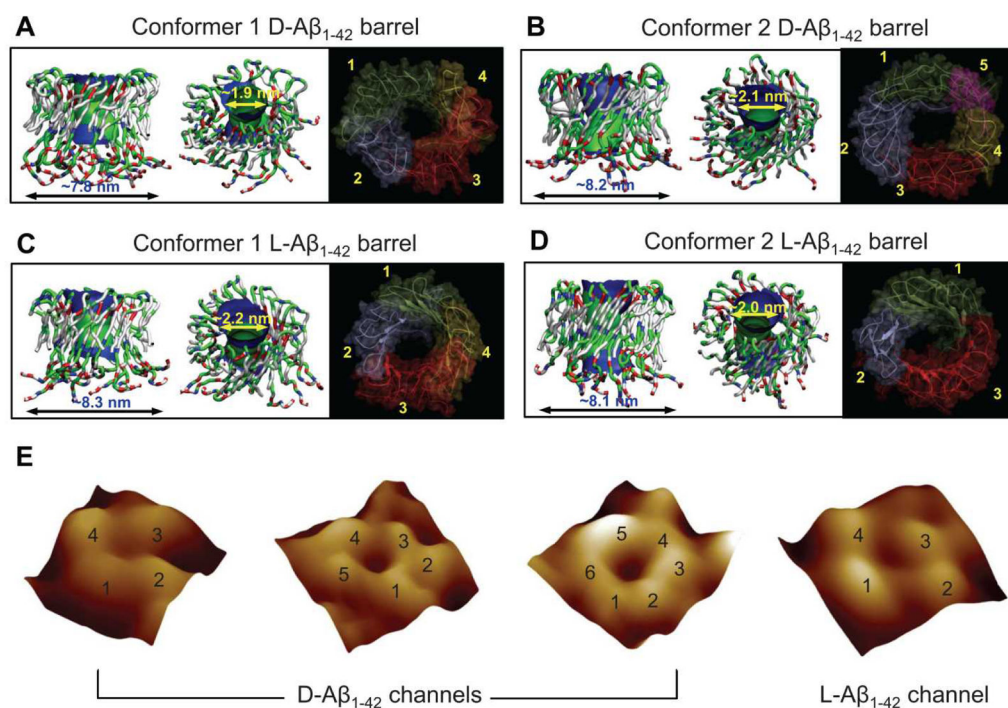 A Conformer 1 D-Aβ1-42 barrel
~1.9 nm
~7.8 nm
1
4
2
3
B Conformer 2 D-Aβ1-42 barrel
~2.1 nm
~8.2 nm
1
5
2
4
3
C Conformer 1 L-Aβ1-42 barrel
~2.2 nm
~8.3 nm
1
2
4
3
D Conformer 2 L-Aβ1-42 barrel
~2.0 nm
~8.1 nm
1
2
3
E
4 3
1 2
4 3
5 2
1
5 4
6 3
1 2
4 3
1 2
D-Aβ1-42 channels
L-Aβ1-42 channel